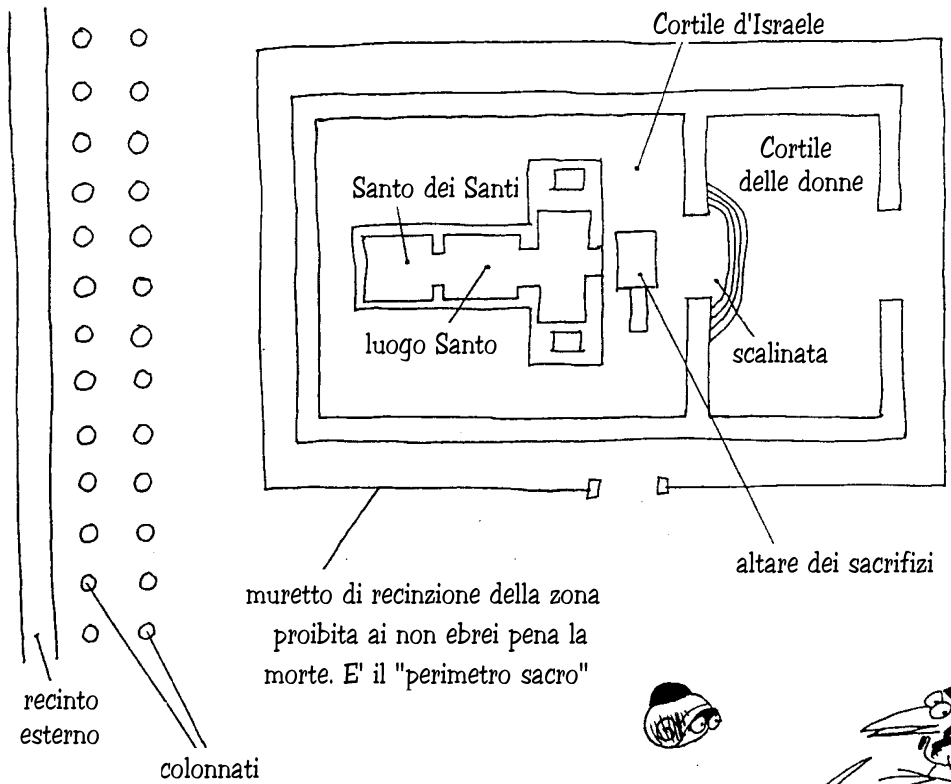 Cortile d'Israele
Cortile
delle donne
Santo dei Santi
luogo Santo
scalinata
altare dei sacrifizi
muretto di recinzione della zona
proibita ai non ebrei pena la
morte. E' il "perimetro sacro"
recinto
esterno
colonnati